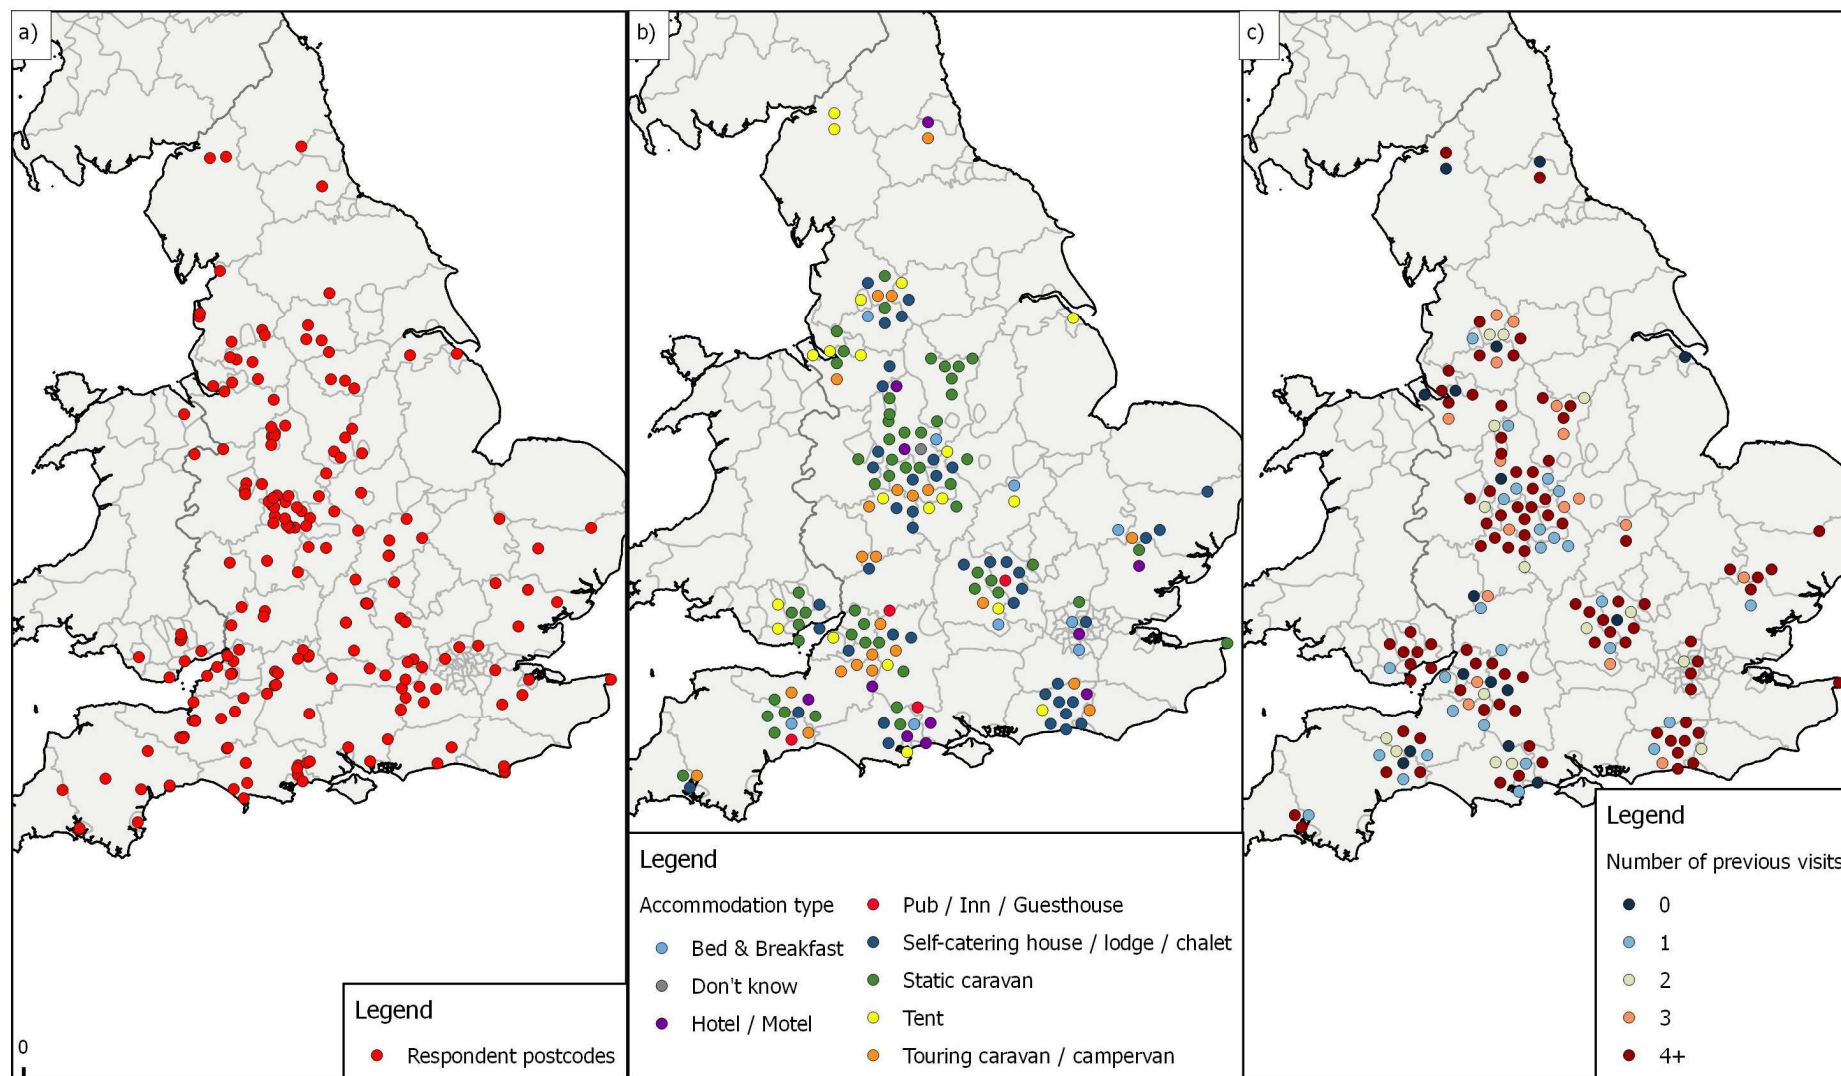 a)
b)
c)
0
Legend
Respondent postcodes
Legend
Accommodation type
Bed & Breakfast
Don't know
Hotel / Motel
Pub / Inn / Guesthouse
Self-catering house / lodge / chalet
Static caravan
Tent
Touring caravan / campervan
Legend
Number of previous visits
0
1
2
3
4+